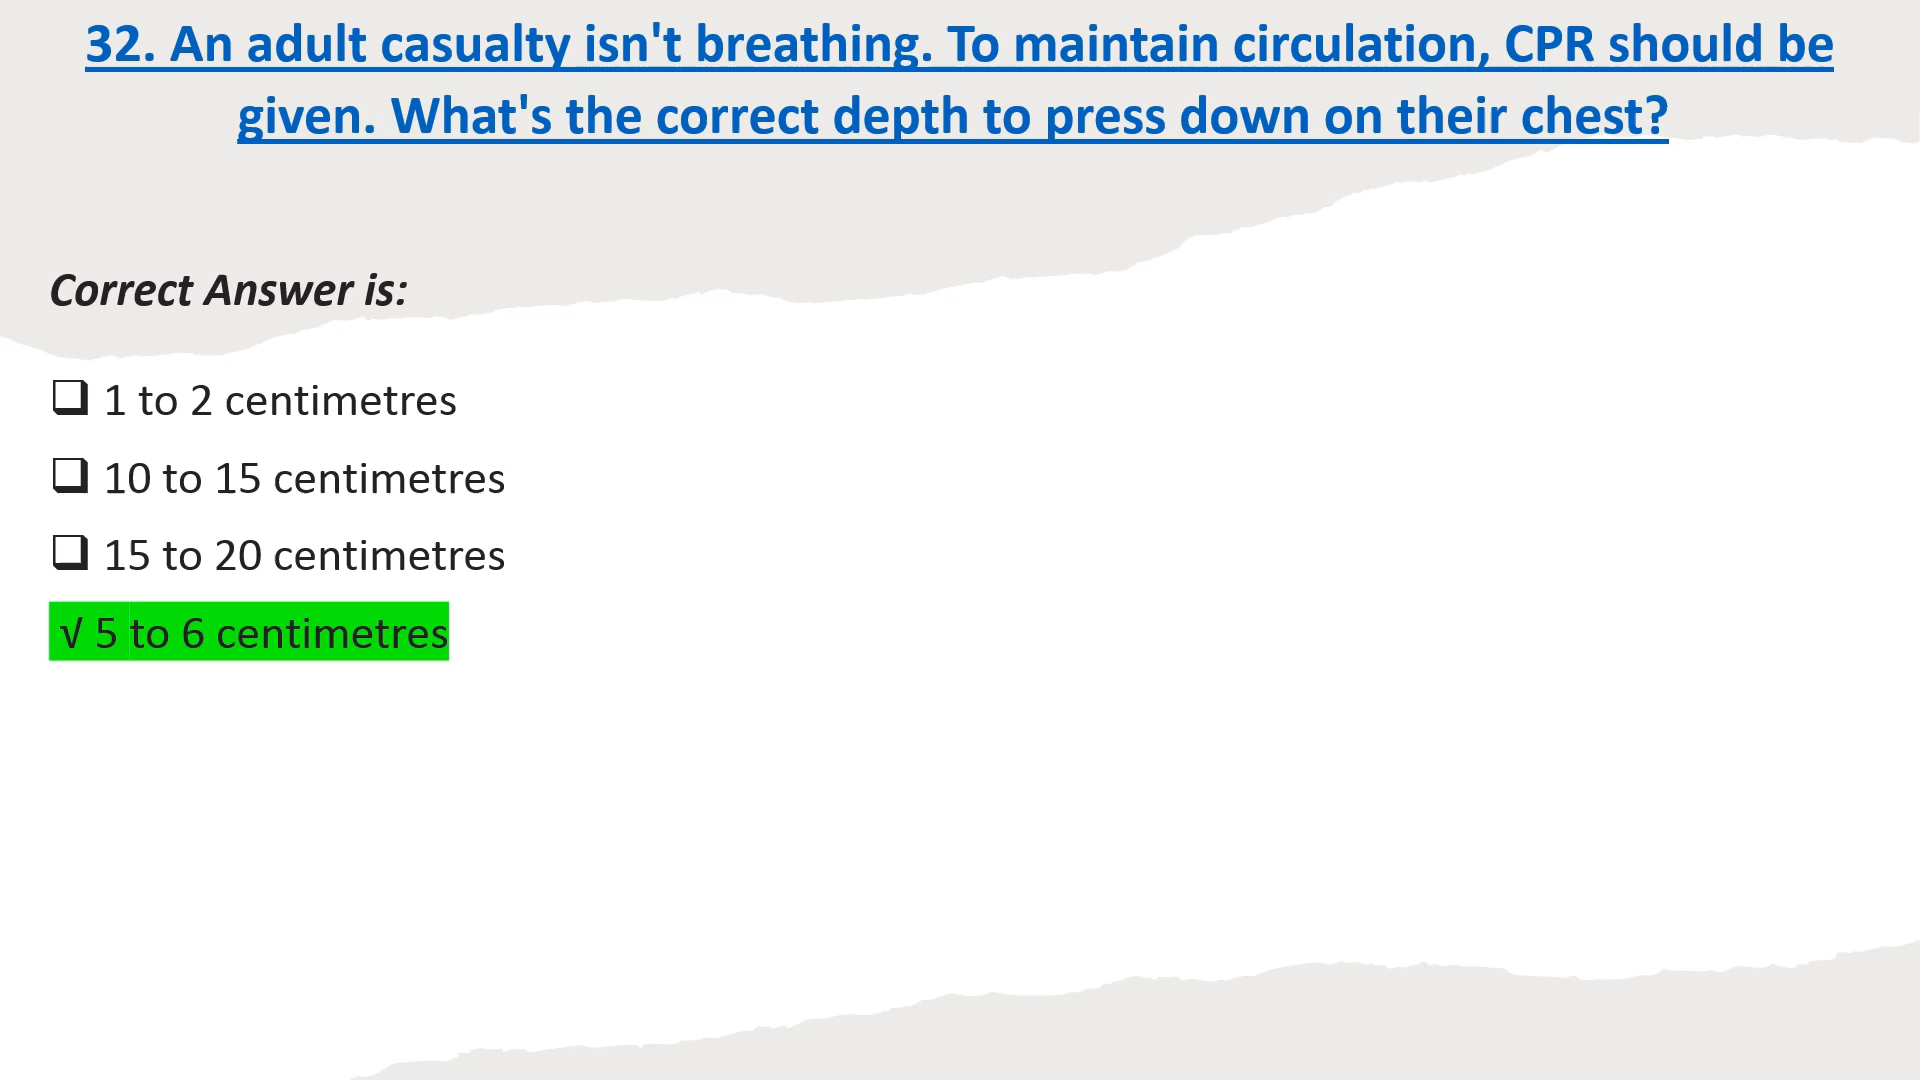 32. An adult casualty isn't breathing. To maintain circulation, CPR should be
given. What's the correct depth to press down on their chest?
Correct Answer is:
❑ 1 to 2 centimetres
❑ 10 to 15 centimetres
❑ 15 to 20 centimetres
√ 5 to 6 centimetres